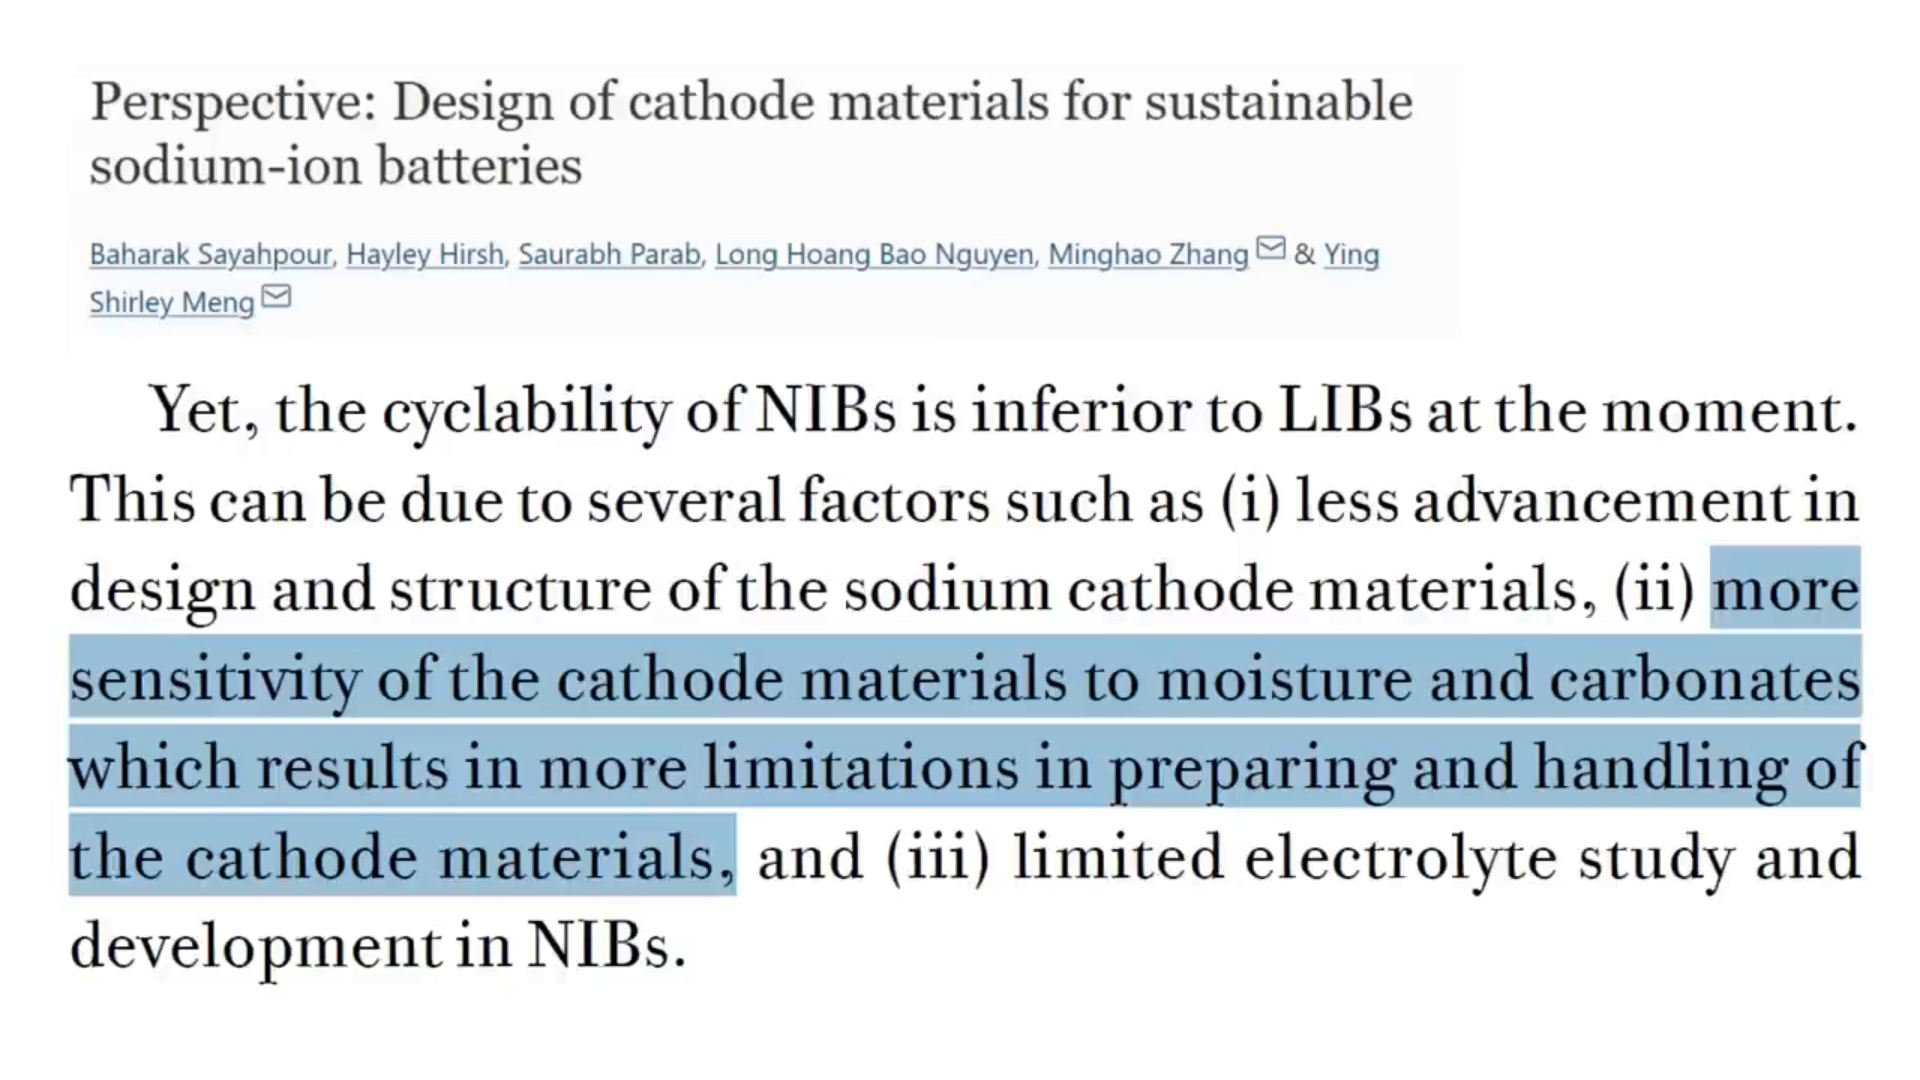 Perspective: Design of cathode materials for sustainable
sodium-ion batteries
Baharak Sayahpour, Hayley Hirsh, Saurabh Parab, Long Hoang Bao Nguyen, Minghao Zhang & Ying
Shirley Meng
Yet, the cyclability of NIBs is inferior to LIBs at the moment.
This can be due to several factors such as (i) less advancement in
design and structure of the sodium cathode materials, (ii) more
sensitivity of the cathode materials to moisture and carbonates
which results in more limitations in preparing and handling of
the cathode materials, and (iii) limited electrolyte study and
development in NIBs.